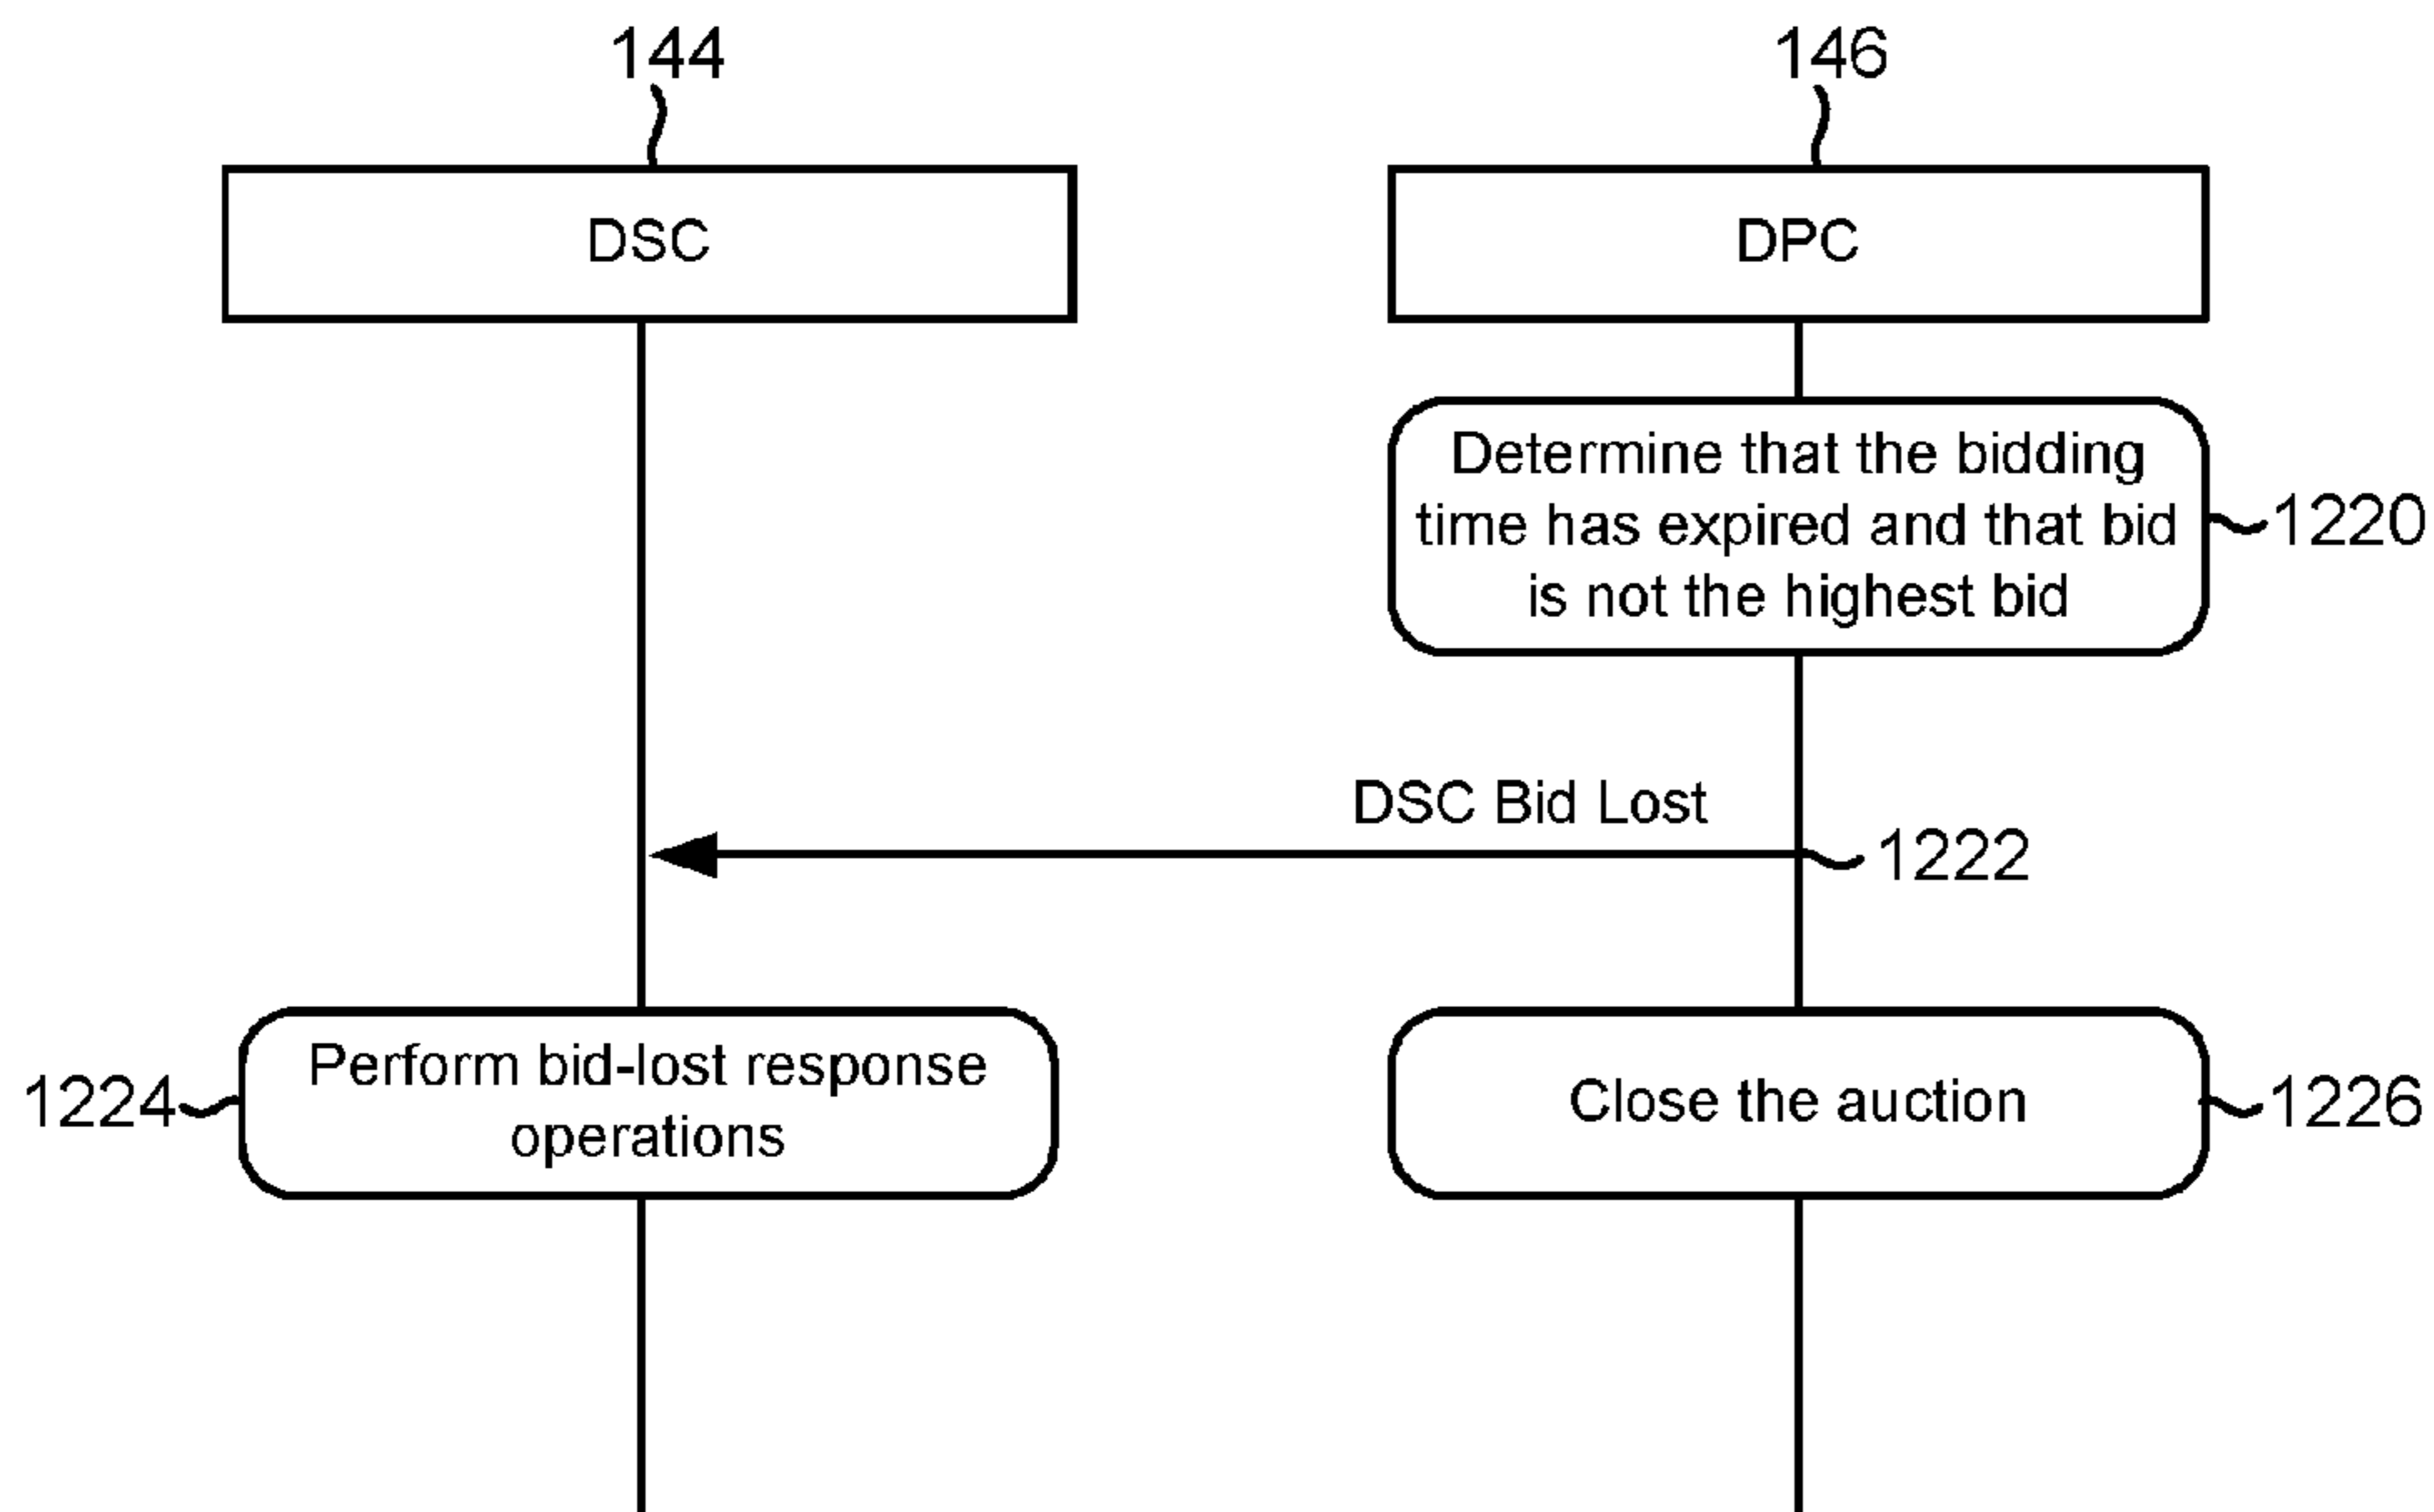 144
146
DSC
DPC
Determine that the bidding
time has expired and that bid
is not the highest bid
1220
DSC Bid Lost
1222
1224
Perform bid-lost response
operations
Close the auction
1226